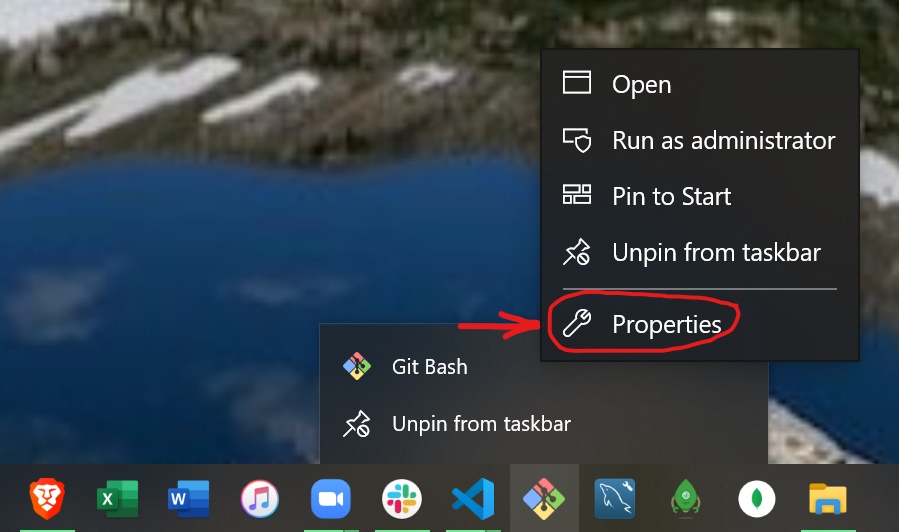 Open
Run as administrator
Pin to Start
Unpin from taskbar
Properties
Git Bash
Unpin from taskbar
X
W